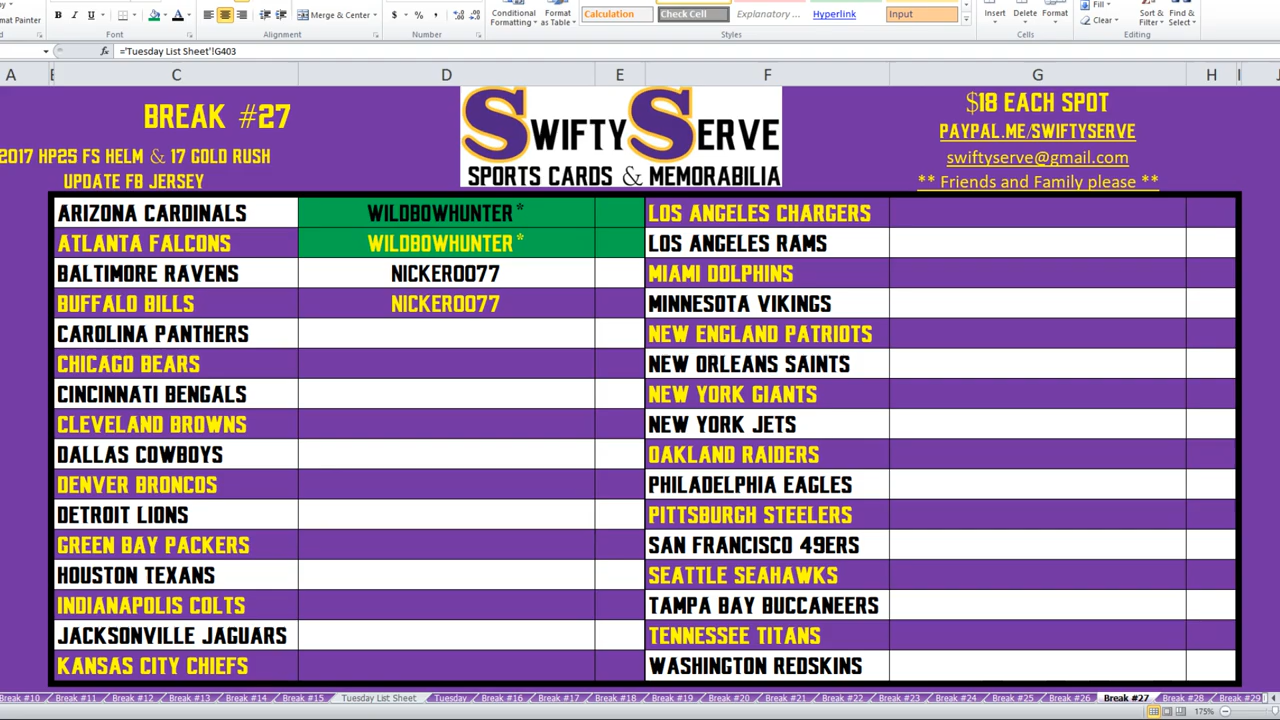 at Painter
B I U
Merge & Center
$ % ,
Conditional Formatting
Format as Table
Calculation
Check Cell
Explanatory ...
Hyperlink
Input
Insert
Delete
Format
Fill
Clear
Sort & Filter
Find & Select
Font
Alignment
Number
Styles
Cells
Editing
fx ='Tuesday List Sheet'!G403
A C D E F G H I
BREAK #27
2017 HP25 FS HELM & 17 GOLD RUSH
UPDATE FB JERSEY
SWIFTYSERVE
SPORTS CARDS & MEMORABILIA
$18 EACH SPOT
PAYPAL.ME/SWIFTYSERVE
swiftyserve@gmail.com
** Friends and Family please **
ARIZONA CARDINALS WILDBOWHUNTER* LOS ANGELES CHARGERS
ATLANTA FALCONS WILDBOWHUNTER* LOS ANGELES RAMS
BALTIMORE RAVENS NICKER0077 MIAMI DOLPHINS
BUFFALO BILLS NICKER0077 MINNESOTA VIKINGS
CAROLINA PANTHERS NEW ENGLAND PATRIOTS
CHICAGO BEARS NEW ORLEANS SAINTS
CINCINNATI BENGALS NEW YORK GIANTS
CLEVELAND BROWNS NEW YORK JETS
DALLAS COWBOYS OAKLAND RAIDERS
DENVER BRONCOS PHILADELPHIA EAGLES
DETROIT LIONS PITTSBURGH STEELERS
GREEN BAY PACKERS SAN FRANCISCO 49ERS
HOUSTON TEXANS SEATTLE SEAHAWKS
INDIANAPOLIS COLTS TAMPA BAY BUCCANEERS
JACKSONVILLE JAGUARS TENNESSEE TITANS
KANSAS CITY CHIEFS WASHINGTON REDSKINS
Break #10 Break #11 Break #12 Break #13 Break #14 Break #15 Tuesday List Sheet Tuesday Break #16 Break #17 Break #18 Break #19 Break #20 Break #21 Break #22 Break #23 Break #24 Break #25 Break #26 Break #27 Break #28 Break #29
175%